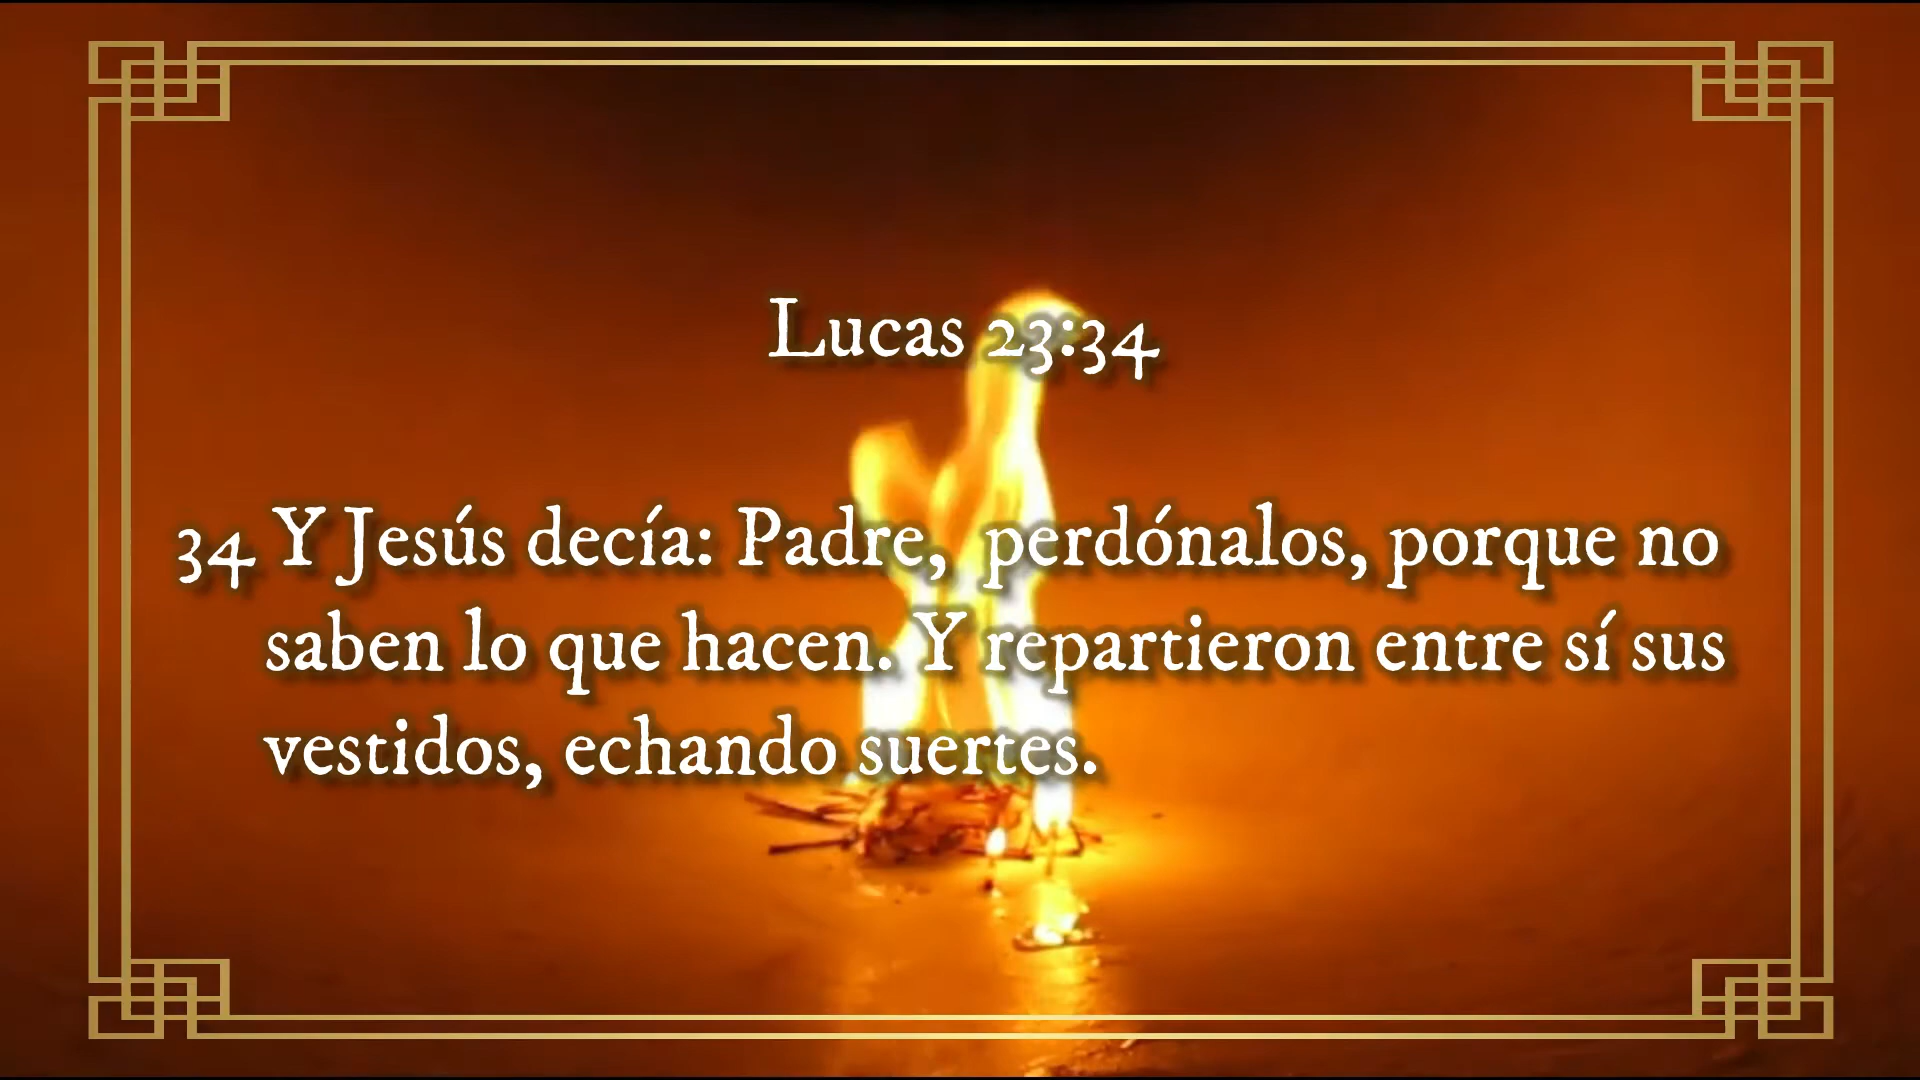 Lucas 23:34
34 Y Jesús decía: Padre, perdónalos, porque no
saben lo que hacen. Y repartieron entre sí sus
vestidos, echando suertes.